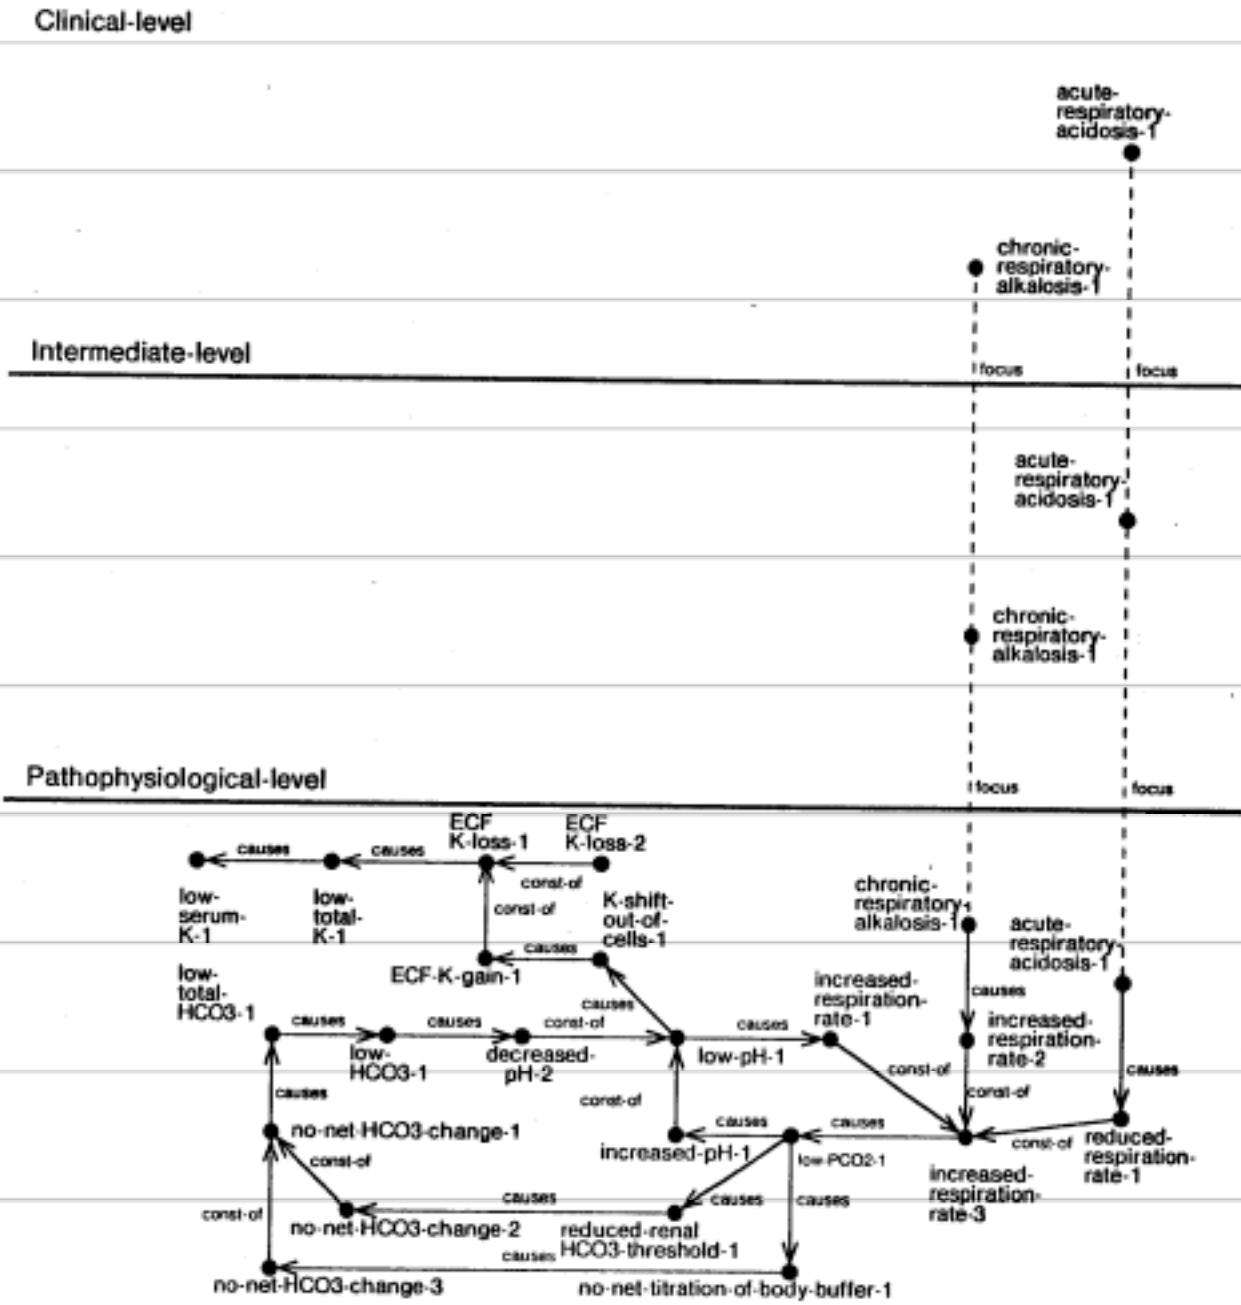 Clinical-level
acute-
respiratory-
acidosis-1
chronic-
respiratory-
alkalosis-1
Intermediate-level
focus
focus
acute-
respiratory-
acidosis-1
chronic-
respiratory-
alkalosis-1
Pathophysiological-level
focus
focus
ECF
K-loss-1
ECF
K-loss-2
causes
causes
const-of
low-
serum-
K-1
low-
total-
K-1
const-of
K-shift-
out-of-
cells-1
chronic-
respiratory-
alkalosis-1
acute-
respiratory-
acidosis-1
causes
ECF-K-gain-1
low-
total-
HCO3-1
increased-
respiration-
rate-1
causes
causes
causes
causes
const-of
causes
increased-
respiration-
rate-2
low-
HCO3-1
decreased-
pH-2
low-pH-1
const-of
causes
causes
const-of
const-of
no-net-HCO3-change-1
causes
causes
increased-pH-1
low-PCO2-1
const-of
const-of
reduced-
respiration-
rate-1
increased-
respiration-
rate-3
causes
causes
causes
const-of
no-net-HCO3-change-2
reduced-renal
HCO3-threshold-1
causes
no-net-HCO3-change-3
no-net-titration-of-body-buffer-1